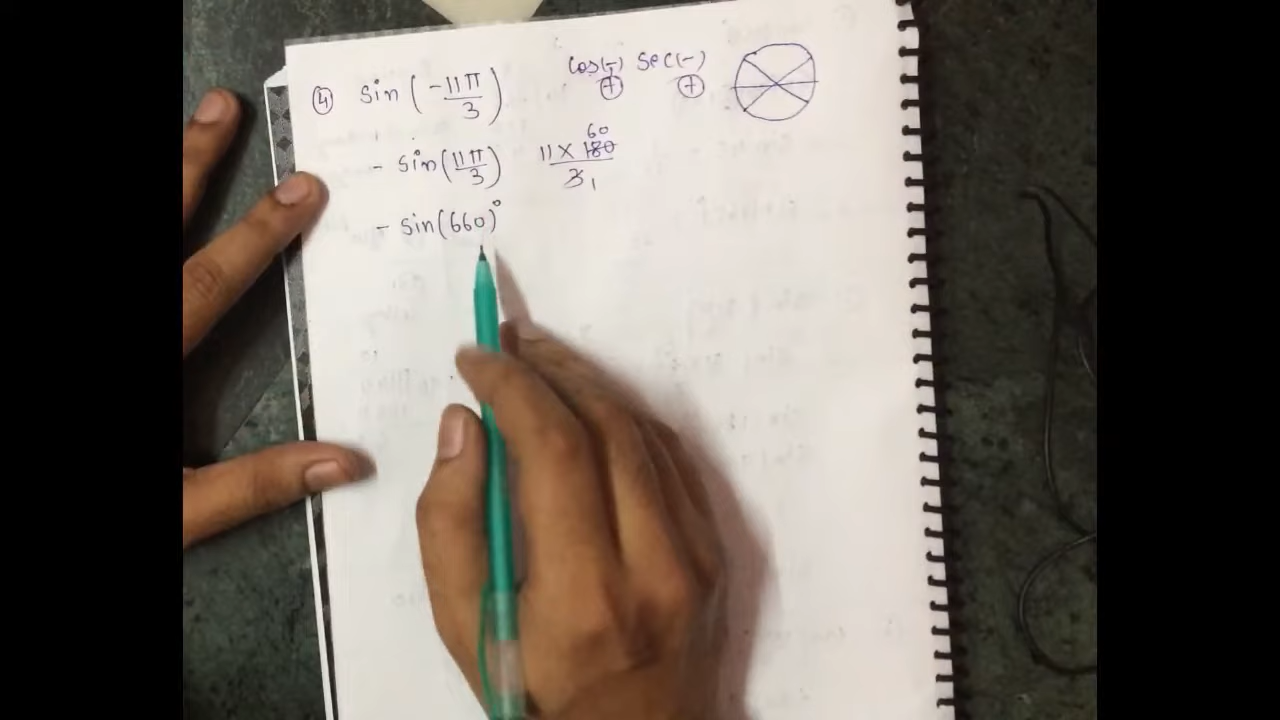 ④ sin(-11π/3) cos(-) sec(-)
⊕ ⊕
- sin(11π/3) 11 × 180/3 60 1
- sin(660)°